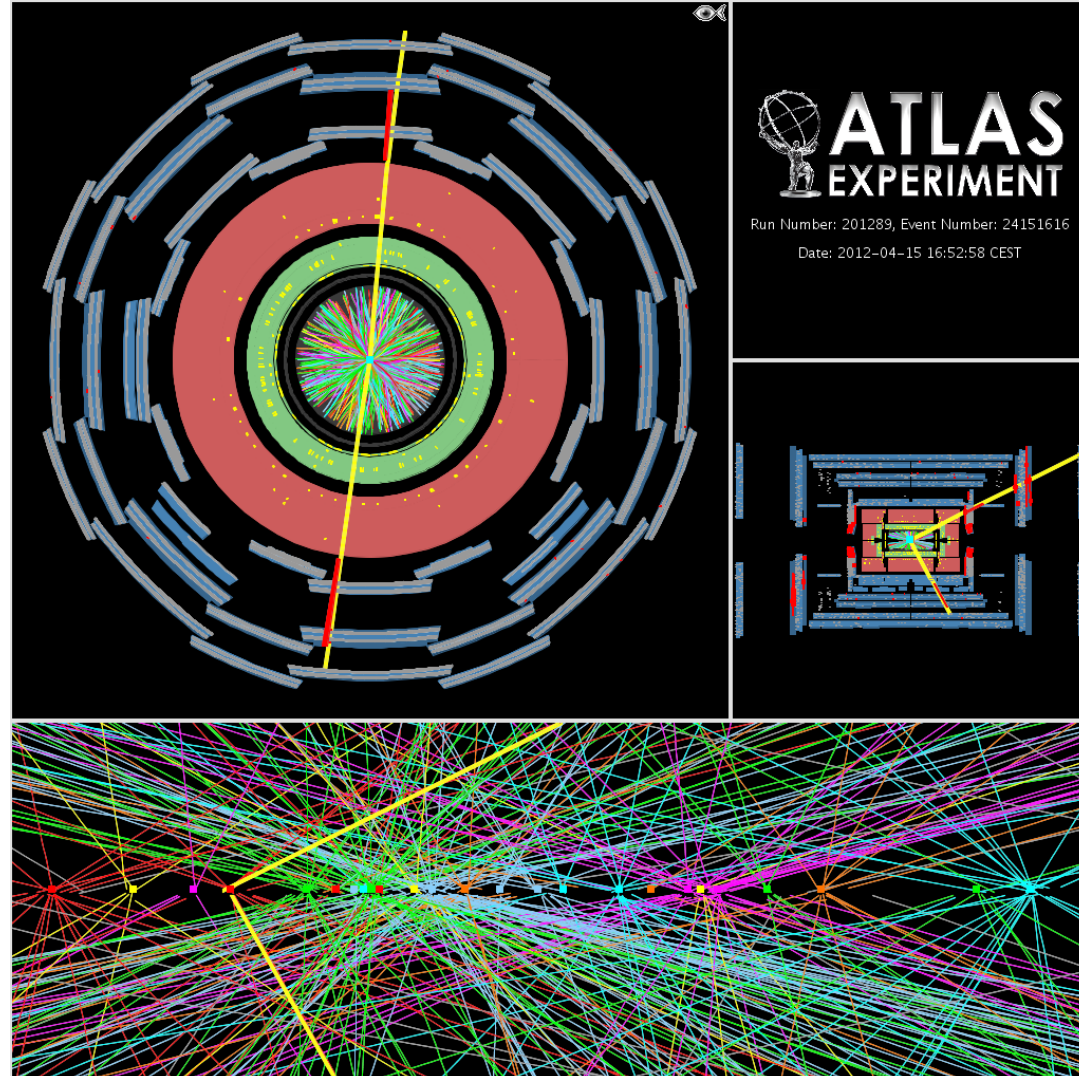 ATLAS
EXPERIMENT
Run Number: 201289, Event Number: 24151616
Date: 2012-04-15 16:52:58 CEST